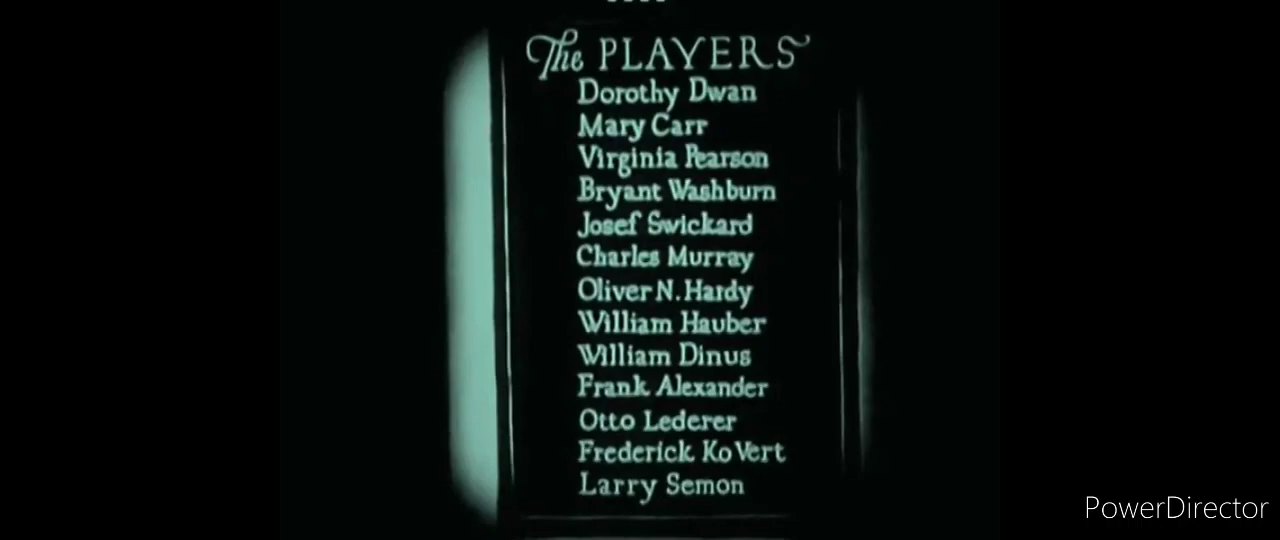 The PLAYERS
Dorothy Dwan
Mary Carr
Virginia Pearson
Bryant Washburn
Josef Swickard
Charles Murray
Oliver N. Hardy
William Hauber
William Dinus
Frank Alexander
Otto Lederer
Frederick Ko Vert
Larry Semon
PowerDirector